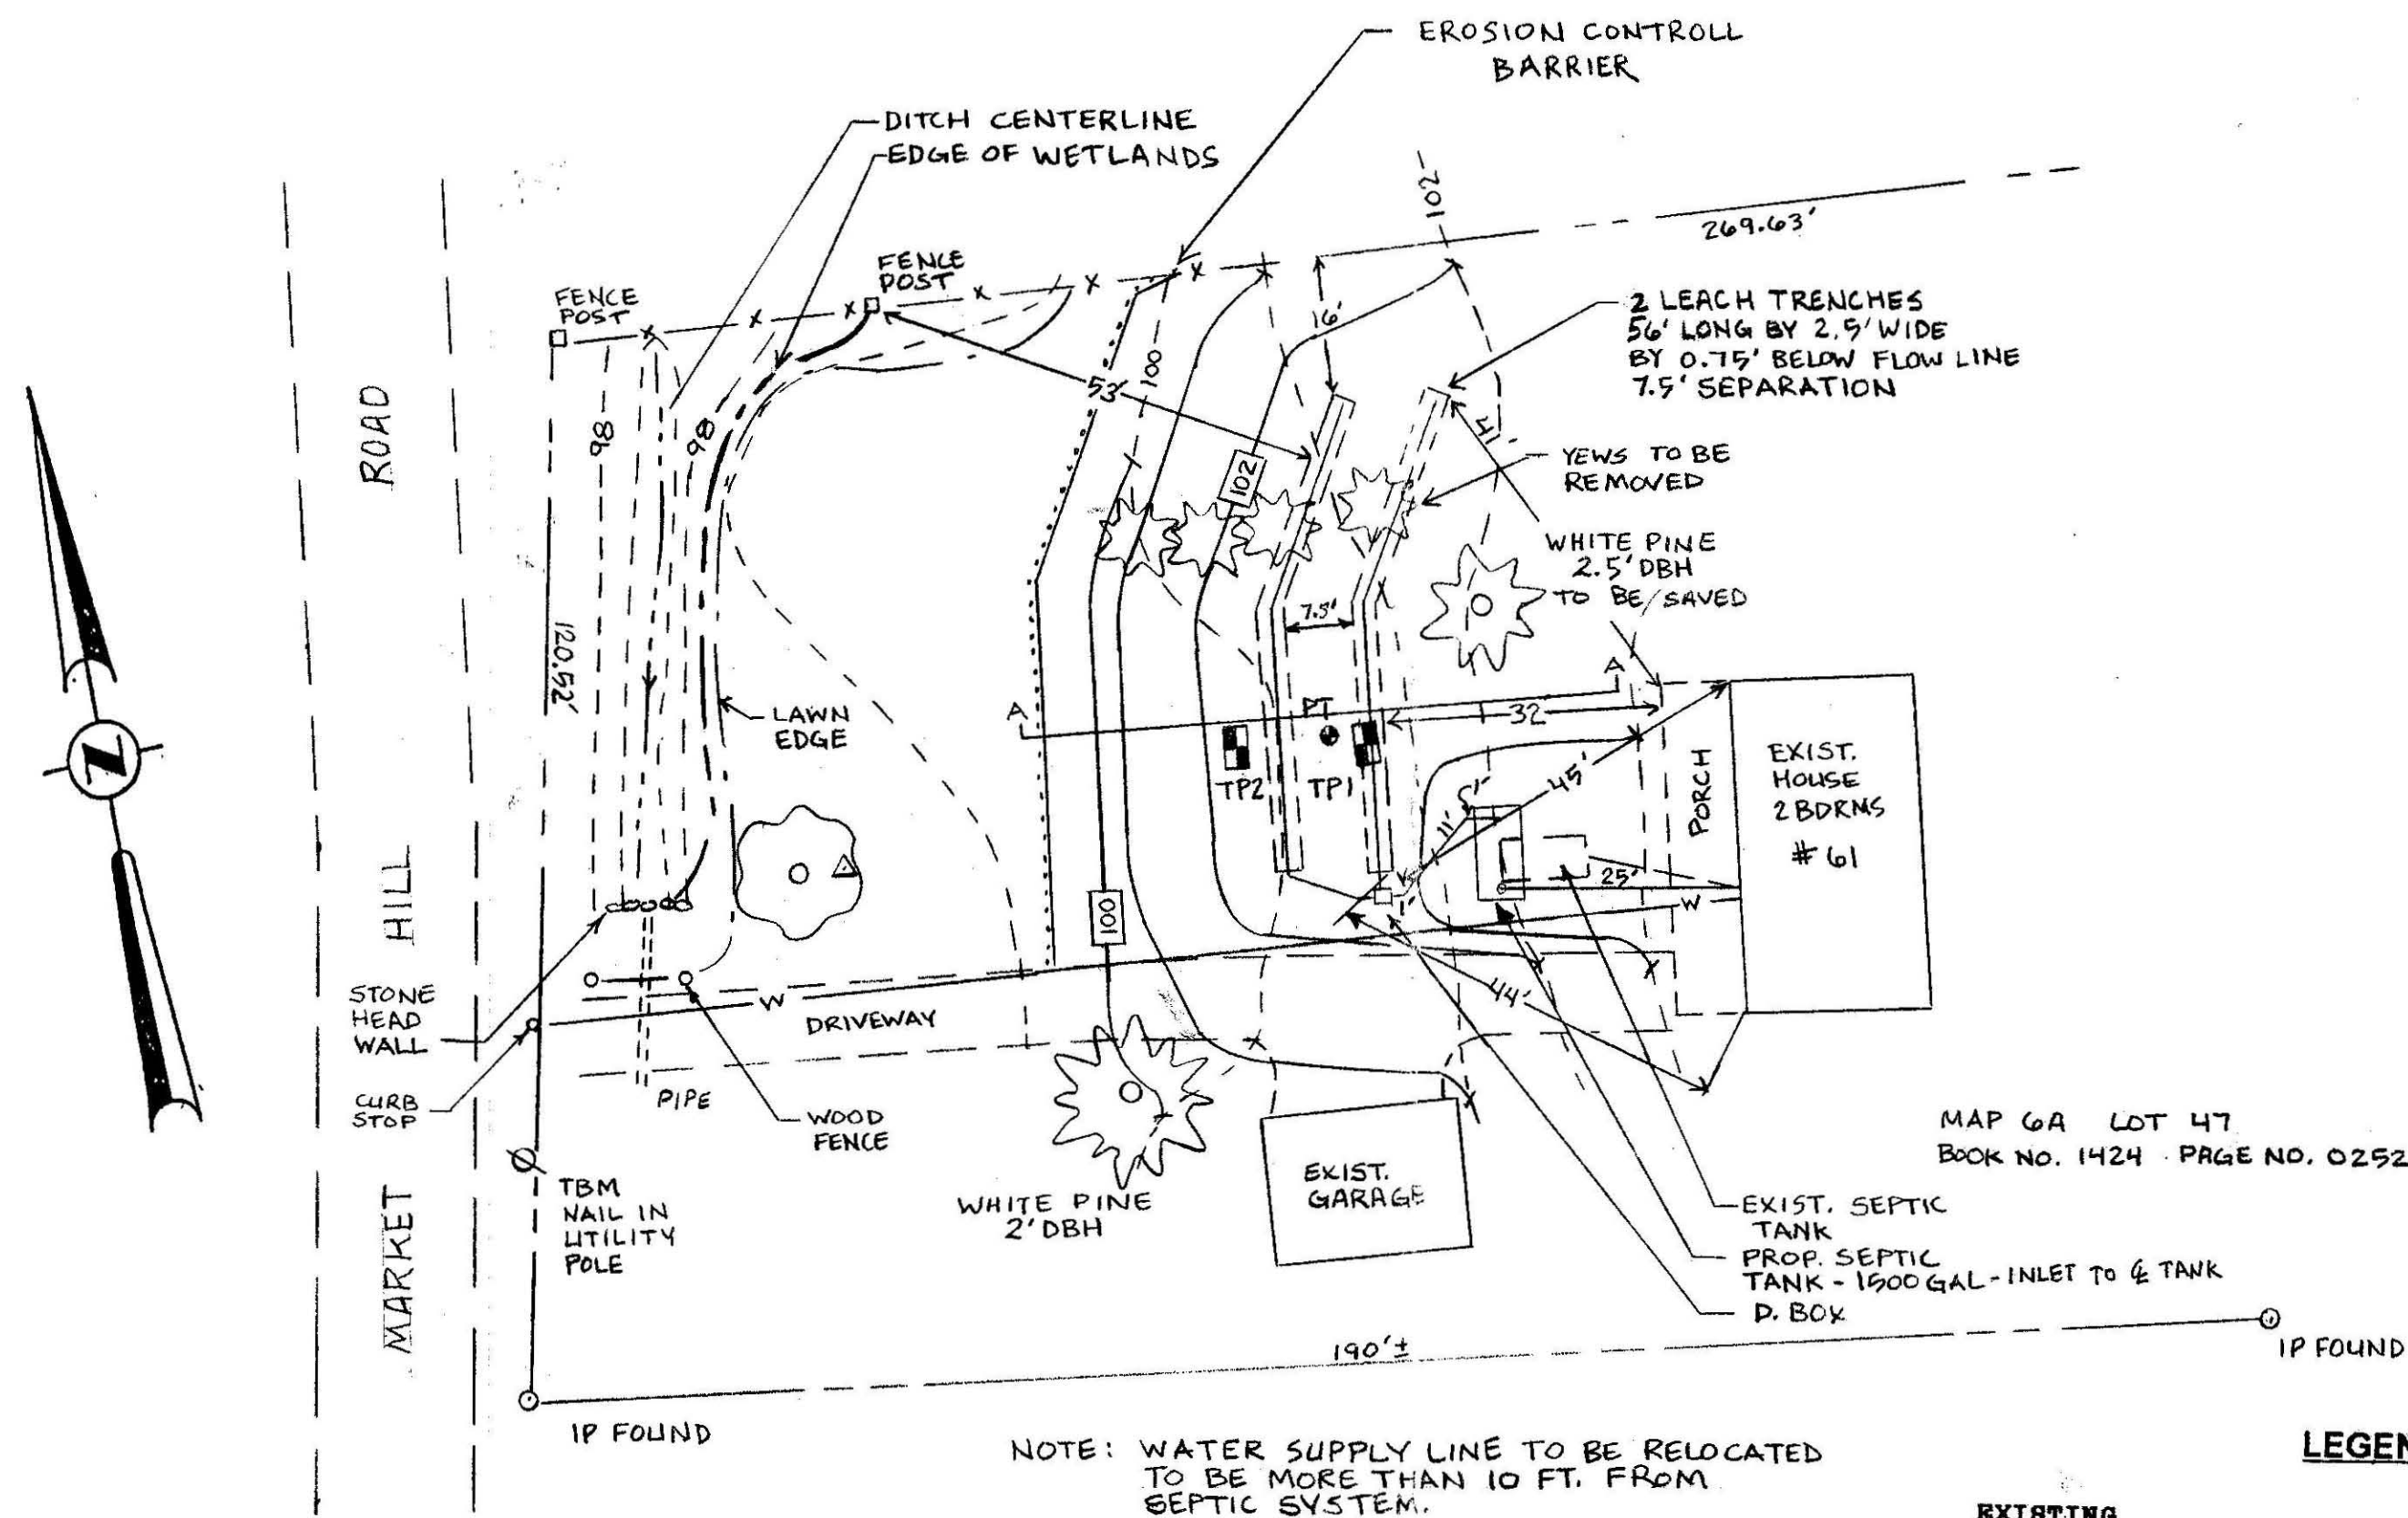 EROSION CONTROLL
BARRIER
DITCH CENTERLINE
EDGE OF WETLANDS
102
269.63'
FENCE
POST
FENCE
POST
16'
2 LEACH TRENCHES
56' LONG BY 2.5' WIDE
BY 0.75' BELOW FLOW LINE
7.5' SEPARATION
100
53'
98
98
102
41'
YEWS TO BE
REMOVED
WHITE PINE
2.5' DBH
TO BE SAVED
7.5'
120.52'
A
A
LAWN
EDGE
PT
32
TP2
TP1
45'
11'
PORCH
EXIST.
HOUSE
2 BDRMS
# 61
25'
W
1'
100
44'
STONE
HEAD
WALL
W
DRIVEWAY
CURB
STOP
PIPE
WOOD
FENCE
MARKET HILL ROAD
N
TBM
NAIL IN
UTILITY
POLE
WHITE PINE
2' DBH
EXIST.
GARAGE
MAP 6A LOT 47
BOOK NO. 1424 PAGE NO. 0252
EXIST. SEPTIC
TANK
PROP. SEPTIC
TANK - 1500 GAL - INLET TO ℄ TANK
D. BOX
190'±
IP FOUND
IP FOUND
NOTE: WATER SUPPLY LINE TO BE RELOCATED
TO BE MORE THAN 10 FT. FROM
SEPTIC SYSTEM.
LEGEN
EXISTING